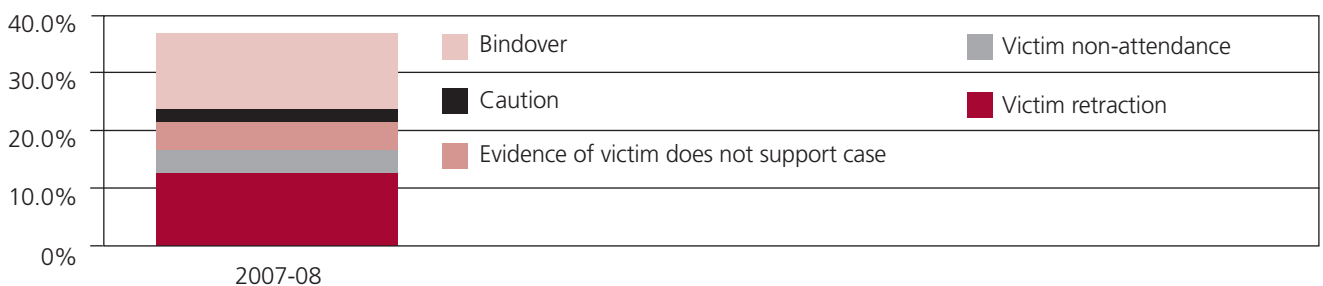 40.0%
30.0%
20.0%
10.0%
0%
Bindover
Caution
Evidence of victim does not support case
Victim non-attendance
Victim retraction
2007-08